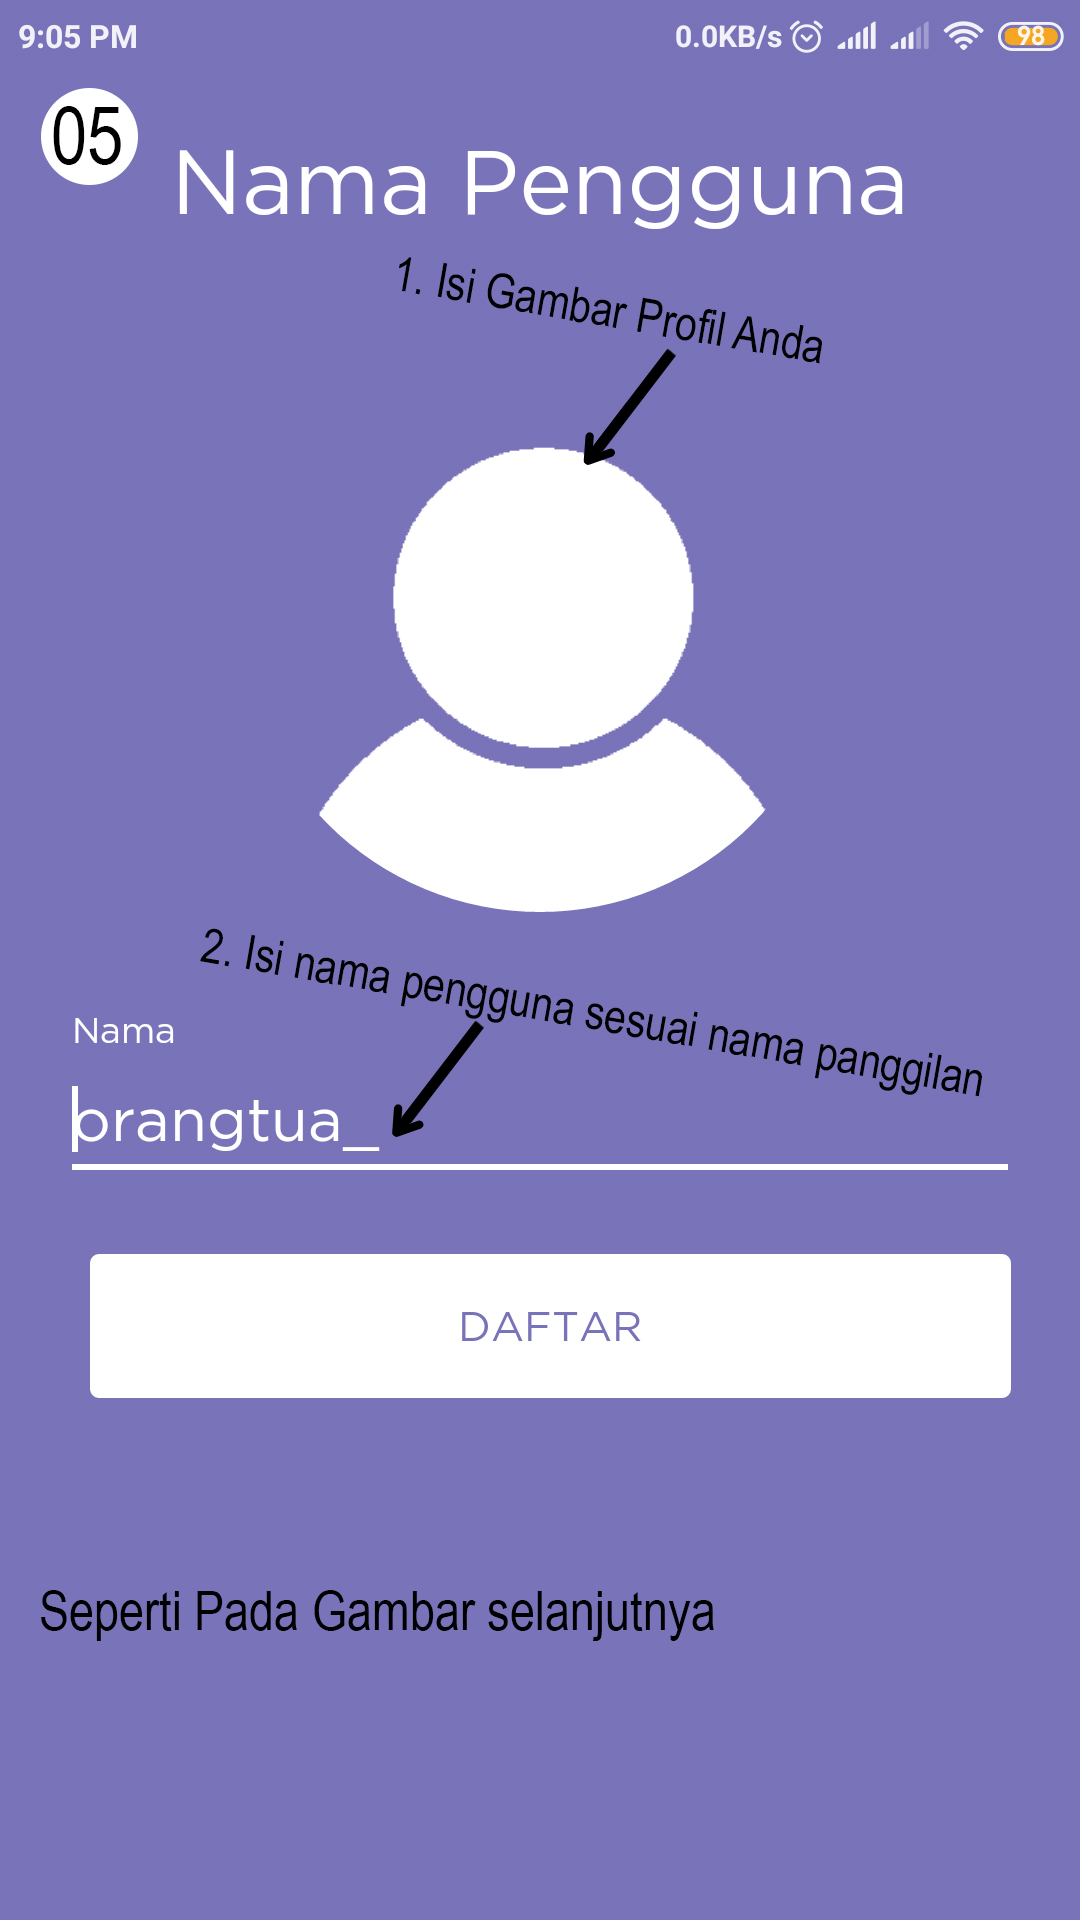 9:05 PM 0.0KB/s 98
05
Nama Pengguna
1. Isi Gambar Profil Anda
2. Isi nama pengguna sesuai nama panggilan
Nama
orangtua_
DAFTAR
Seperti Pada Gambar selanjutnya